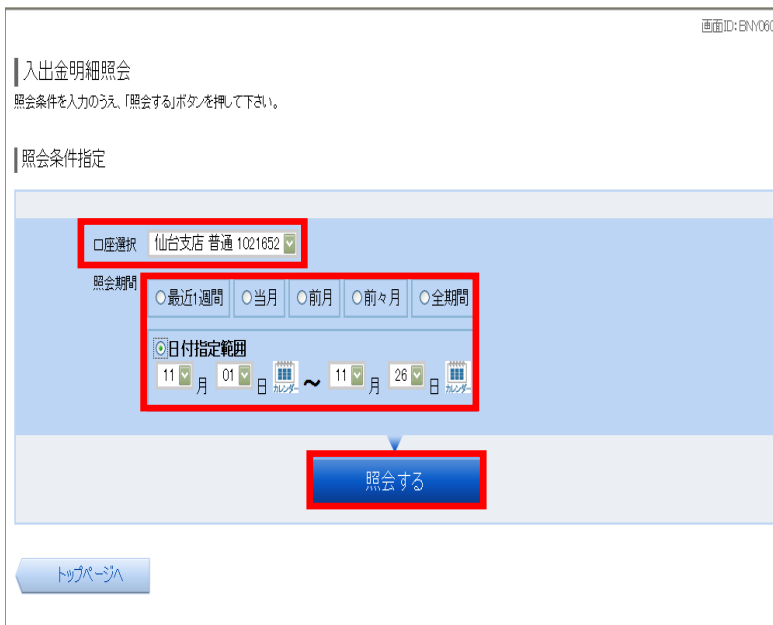 画面ID:BNY060
入出金明細照会
照会条件を入力のうえ、「照会する」ボタンを押して下さい。
照会条件指定
口座選択 仙台支店 普通 1021652
照会期間
最近1週間 当月 前月 前々月 全期間
日付指定範囲
11 月 01 日 カレンダー ～ 11 月 26 日 カレンダー
照会する
トップページへ